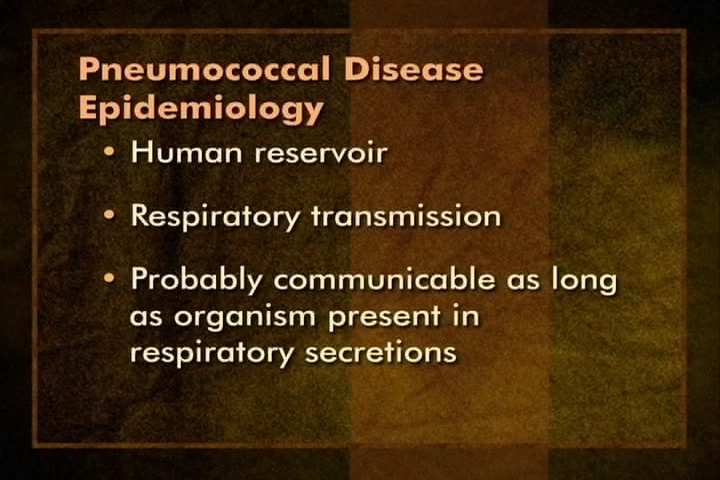 Pneumococcal Disease
Epidemiology
• Human reservoir
• Respiratory transmission
• Probably communicable as long
as organism present in
respiratory secretions